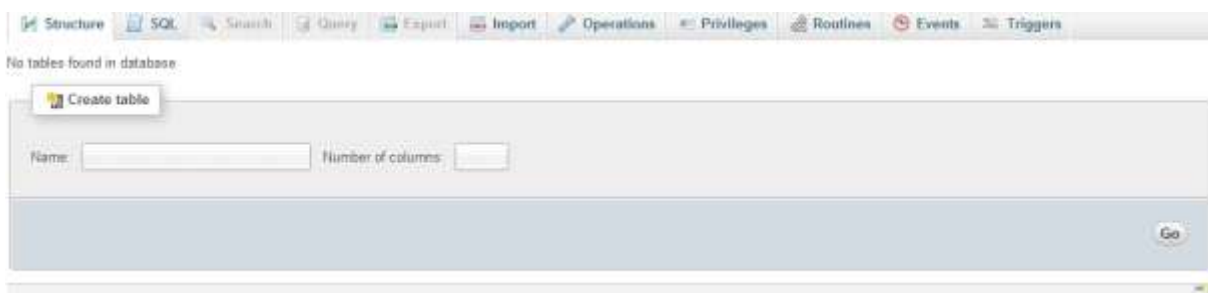 Structure SQL Search Query Export Import Operations Privileges Routines Events Triggers
No tables found in database
Create table
Name: Number of columns:
Go